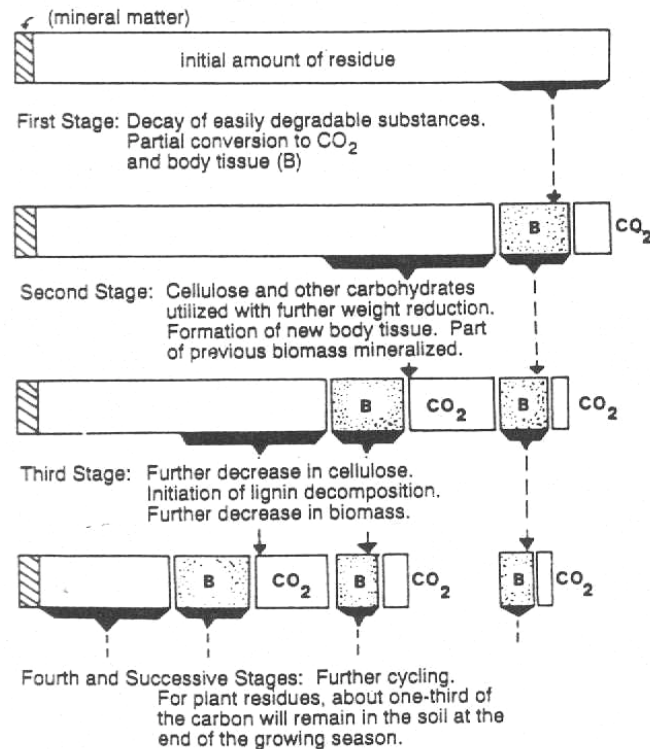 (mineral matter)
initial amount of residue
First Stage: Decay of easily degradable substances.
Partial conversion to CO2
and body tissue (B)
B CO2
Second Stage: Cellulose and other carbohydrates
utilized with further weight reduction.
Formation of new body tissue. Part
of previous biomass mineralized.
B CO2 B CO2
Third Stage: Further decrease in cellulose.
Initiation of lignin decomposition.
Further decrease in biomass.
B CO2 B CO2 B CO2
Fourth and Successive Stages: Further cycling.
For plant residues, about one-third of
the carbon will remain in the soil at the
end of the growing season.